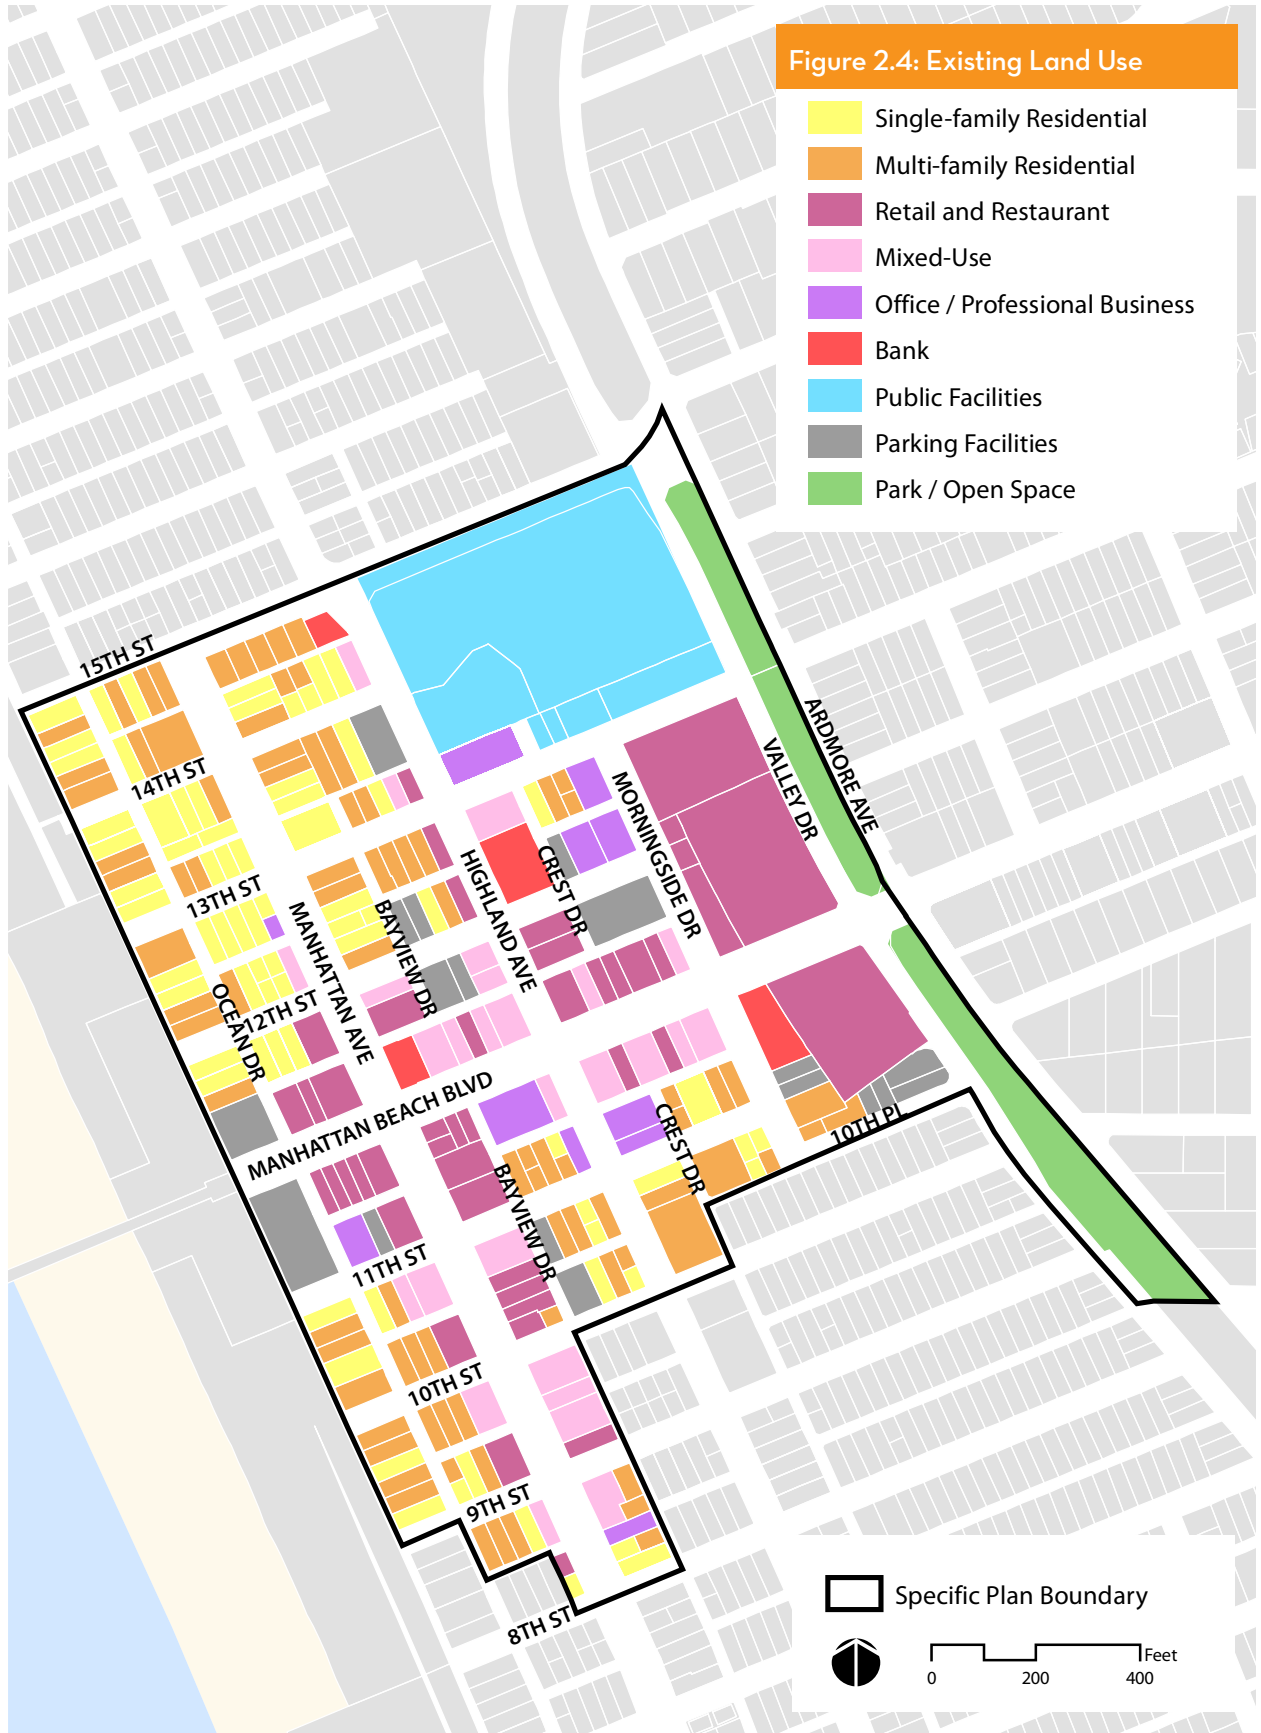 Figure 2.4: Existing Land Use
Single-family Residential
Multi-family Residential
Retail and Restaurant
Mixed-Use
Office / Professional Business
Bank
Public Facilities
Parking Facilities
Park / Open Space
15TH ST
14TH ST
13TH ST
12TH ST
OCEAN DR
MANHATTAN AVE
BAYVIEW DR
HIGHLAND AVE
CREST DR
MORNINGSIDE DR
VALLEY DR
ARDMORE AVE
MANHATTAN BEACH BLVD
CREST DR
10TH PL
BAYVIEW DR
11TH ST
10TH ST
9TH ST
8TH ST
Specific Plan Boundary
Feet
0 200 400